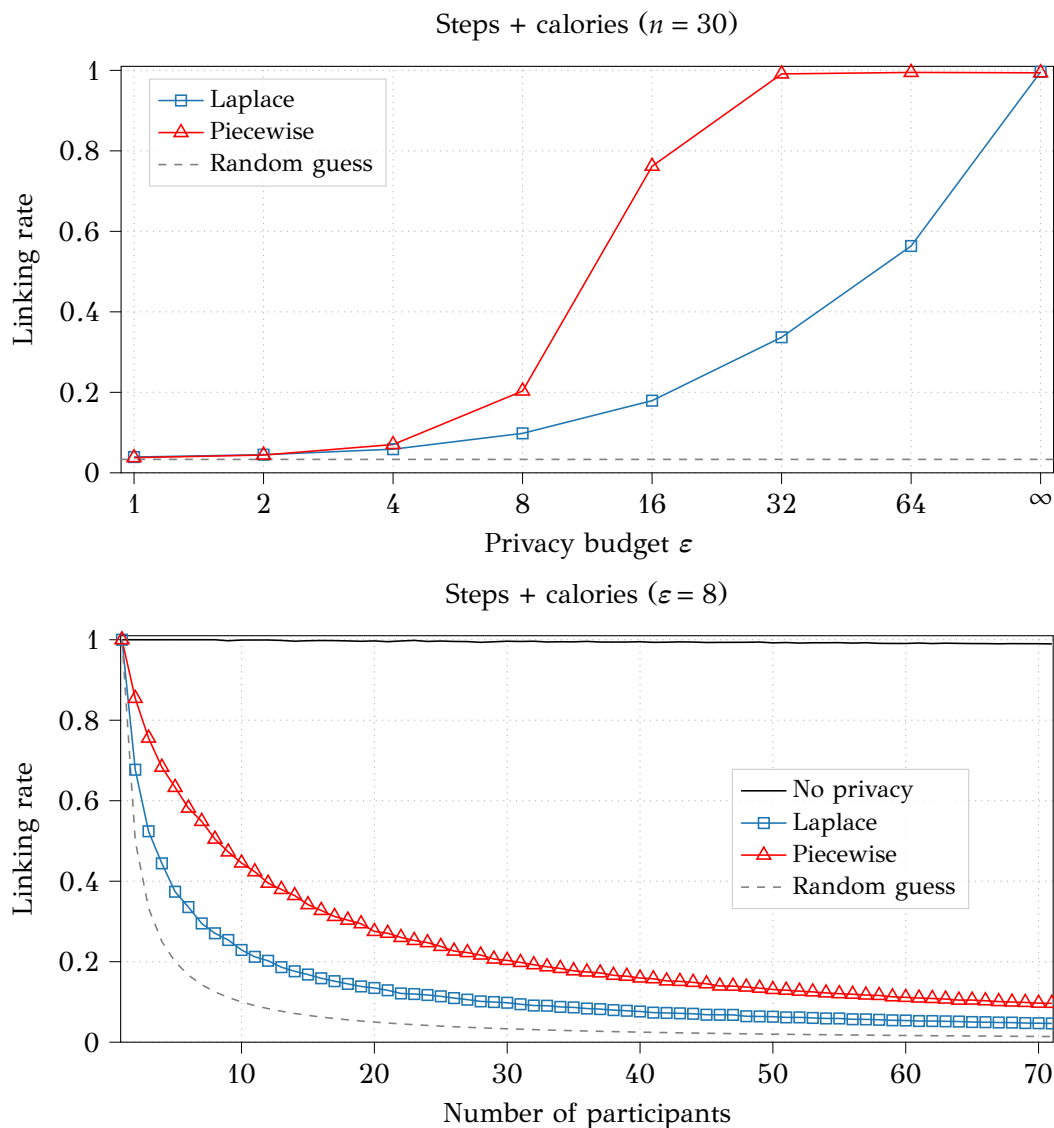 Steps + calories (n = 30)
Linking rate
1
0.8
0.6
0.4
0.2
0
Laplace
Piecewise
Random guess
1 2 4 8 16 32 64 ∞
Privacy budget ε
Steps + calories (ε = 8)
Linking rate
1
0.8
0.6
0.4
0.2
0
No privacy
Laplace
Piecewise
Random guess
10 20 30 40 50 60 70
Number of participants